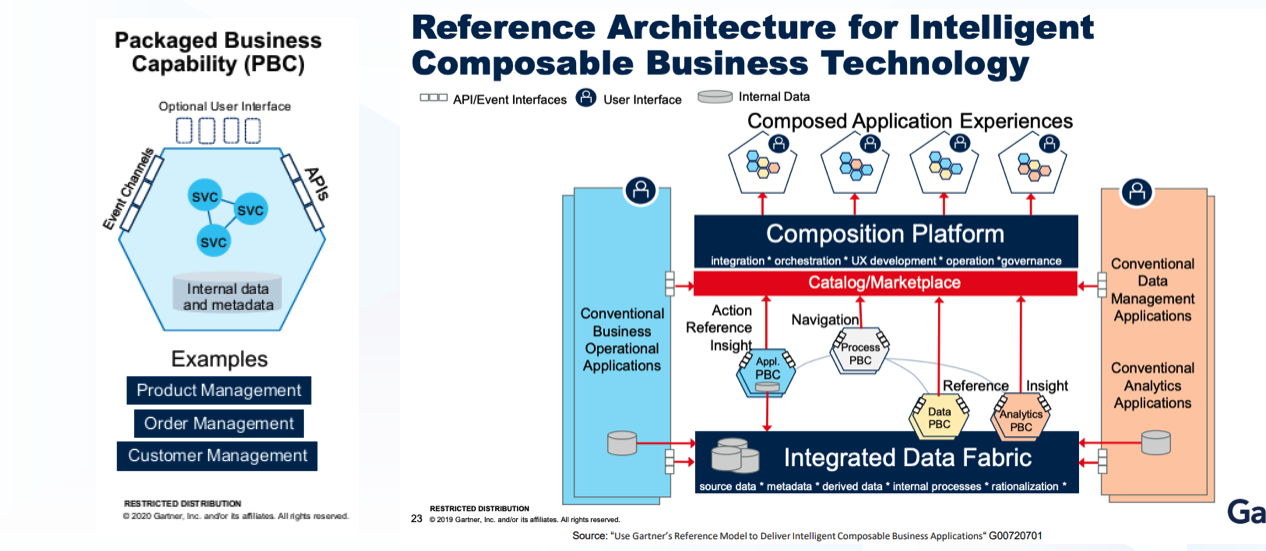 Packaged Business
Capability (PBC)
Optional User Interface
Event Channels
APIs
SVC
SVC
SVC
Internal data
and metadata
Examples
Product Management
Order Management
Customer Management
RESTRICTED DISTRIBUTION
© 2020 Gartner, Inc. and/or its affiliates. All rights reserved.
Reference Architecture for Intelligent
Composable Business Technology
API/Event Interfaces
User Interface
Internal Data
Composed Application Experiences
Composition Platform
integration * orchestration * UX development * operation *governance
Catalog/Marketplace
Conventional
Business
Operational
Applications
Action
Reference
Insight
Navigation
Appl.
PBC
Process
PBC
Reference
Insight
Data
PBC
Analytics
PBC
Conventional
Data
Management
Applications
Conventional
Analytics
Applications
Integrated Data Fabric
source data * metadata * derived data * internal processes * rationalization *
RESTRICTED DISTRIBUTION
23 © 2019 Gartner, Inc. and/or its affiliates. All rights reserved.
Source: "Use Gartner's Reference Model to Deliver Intelligent Composable Business Applications" G00720701
Ga